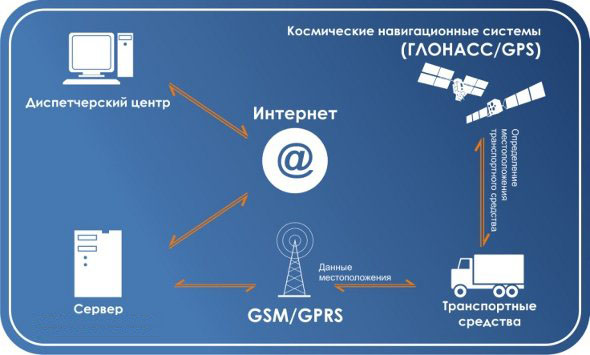 Космические навигационные системы
(ГЛОНАСС/GPS)
Диспетчерский центр
Интернет
@
Определение
местоположения
транспортного средства
Данные
местоположения
Сервер
GSM/GPRS
Транспортные
средства